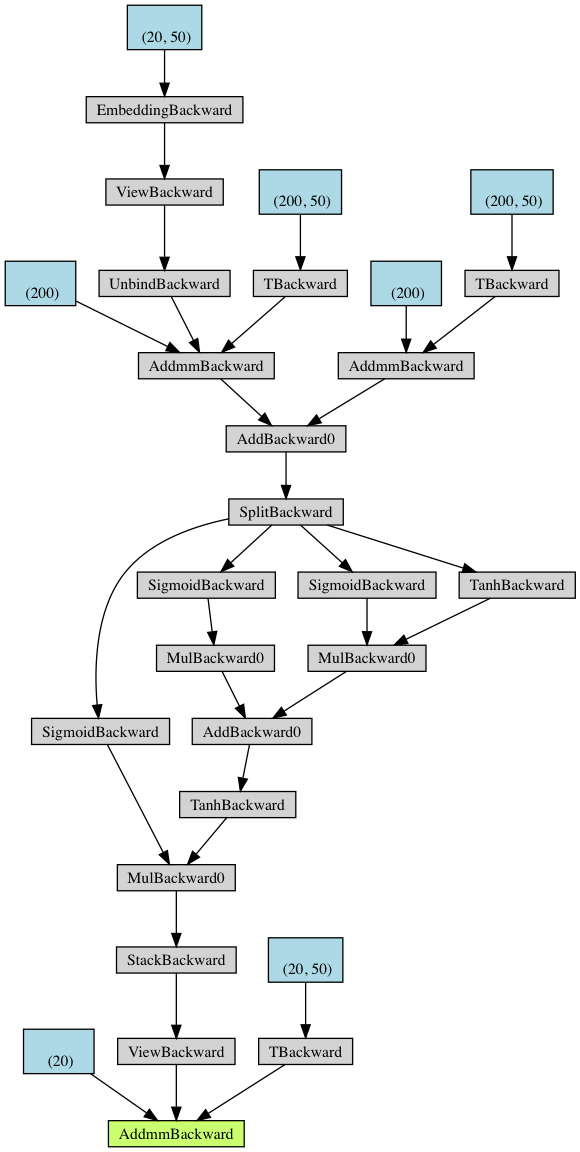 (20, 50)
EmbeddingBackward
ViewBackward
(200, 50)
(200, 50)
(200)
UnbindBackward
TBackward
(200)
TBackward
AddmmBackward
AddmmBackward
AddBackward0
SplitBackward
SigmoidBackward
SigmoidBackward
TanhBackward
MulBackward0
MulBackward0
SigmoidBackward
AddBackward0
TanhBackward
MulBackward0
StackBackward
(20, 50)
(20)
ViewBackward
TBackward
AddmmBackward